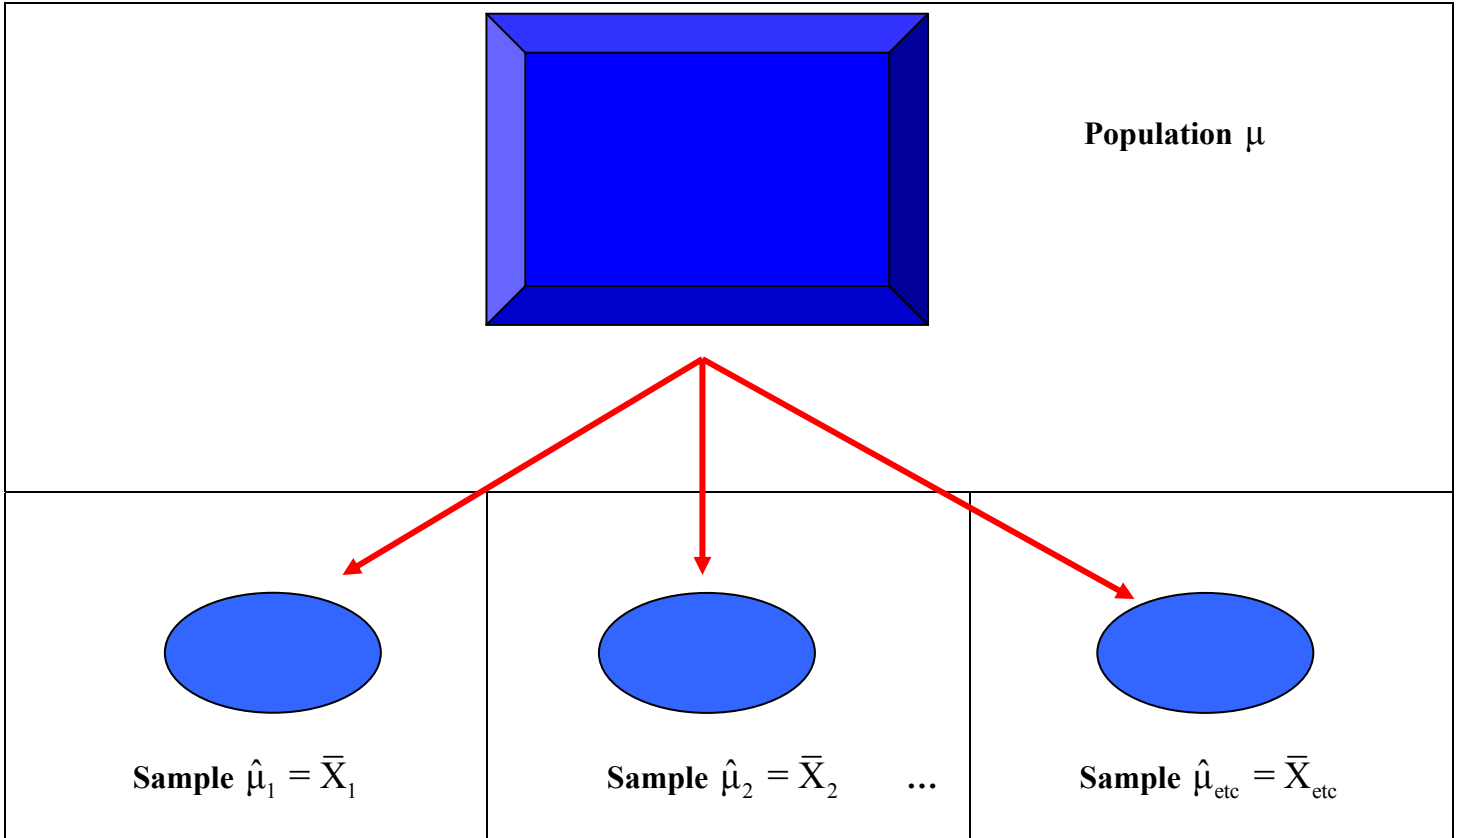 Population μ
Sample μ̂₁ = X̄₁
Sample μ̂₂ = X̄₂ ...
Sample μ̂etc = X̄etc